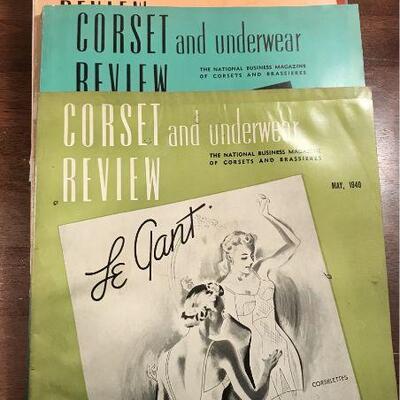 REVIEW
CORSET and underwear
REVIEW
THE NATIONAL BUSINESS MAGAZINE
OF CORSETS AND BRASSIERES
CORSET and underwear
REVIEW
THE NATIONAL BUSINESS MAGAZINE
OF CORSETS AND BRASSIERES
MAY, 1940
Le Gant.
CORSELETTES